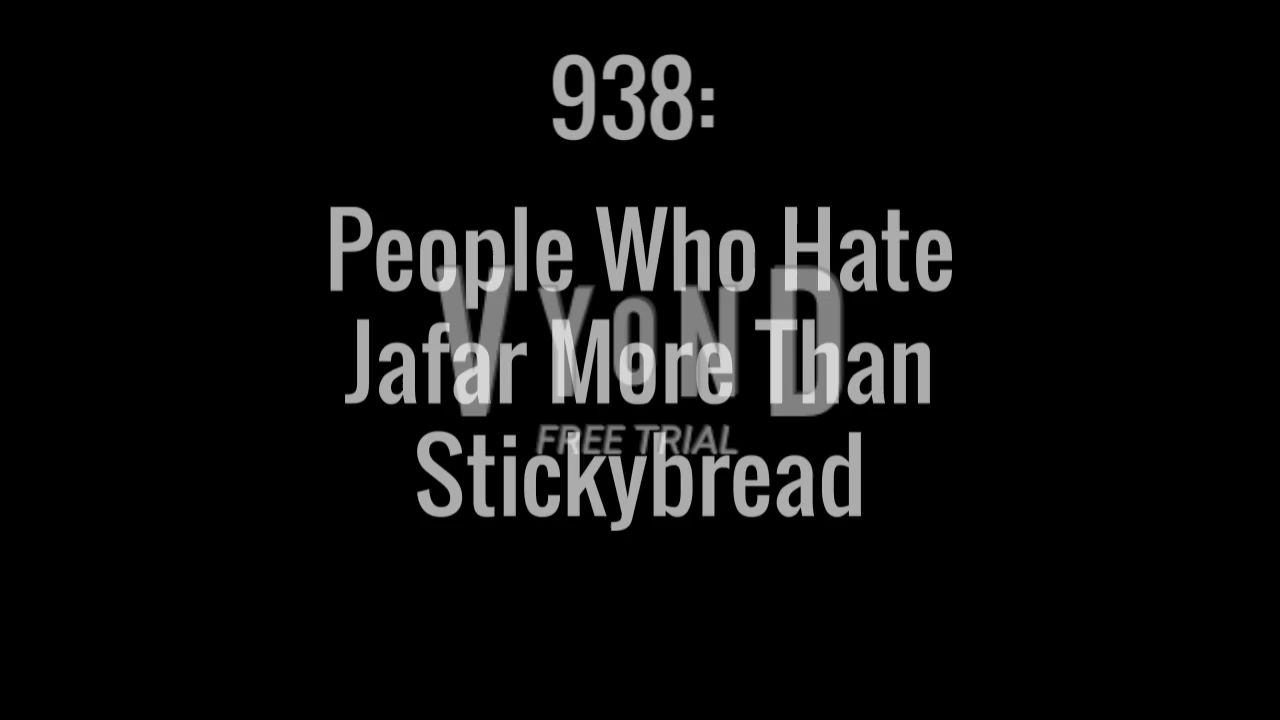 938:
People Who Hate
Jafar More Than
Stickybread
VYOND
FREE TRIAL